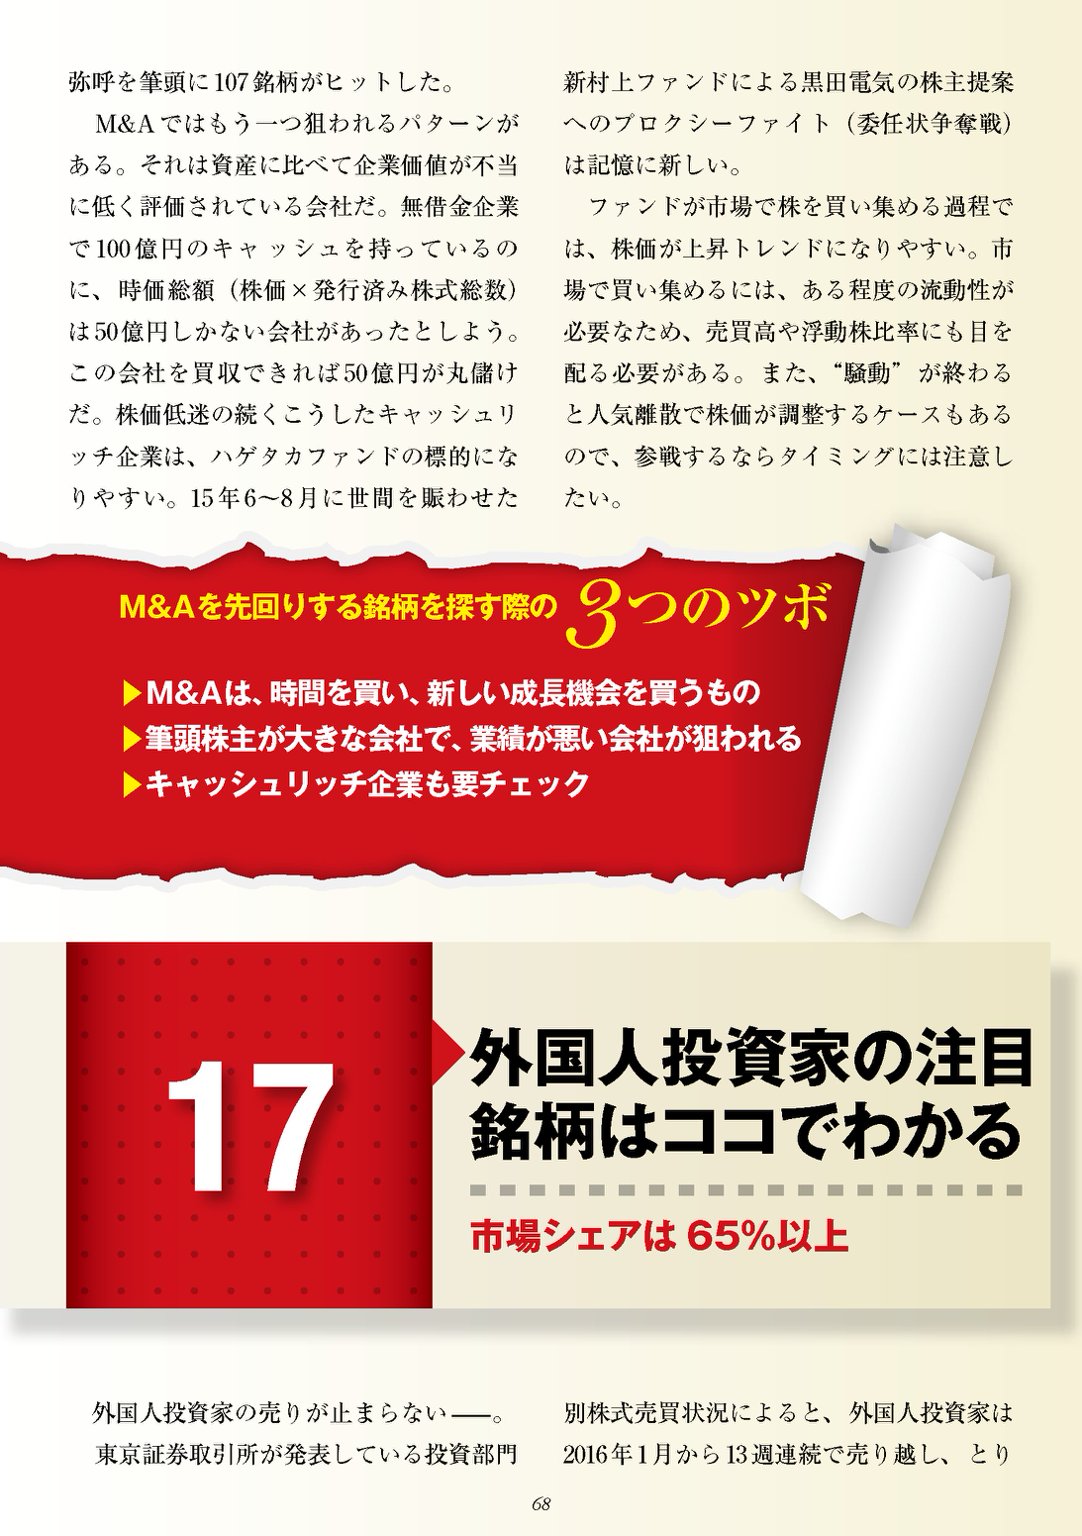 弥呼を筆頭に107銘柄がヒットした。
　M&Aではもう一つ狙われるパターンが
ある。それは資産に比べて企業価値が不当
に低く評価されている会社だ。無借金企業
で100億円のキャッシュを持っているの
に、時価総額（株価×発行済み株式総数）
は50億円しかない会社があったとしよう。
この会社を買収できれば50億円が丸儲け
だ。株価低迷の続くこうしたキャッシュリ
ッチ企業は、ハゲタカファンドの標的にな
りやすい。15年6～8月に世間を賑わせた
新村上ファンドによる黒田電気の株主提案
へのプロクシーファイト（委任状争奪戦）
は記憶に新しい。
　ファンドが市場で株を買い集める過程で
は、株価が上昇トレンドになりやすい。市
場で買い集めるには、ある程度の流動性が
必要なため、売買高や浮動株比率にも目を
配る必要がある。また、“騒動”が終わる
と人気離散で株価が調整するケースもある
ので、参戦するならタイミングには注意し
たい。
M&Aを先回りする銘柄を探す際の3つのツボ
▶M&Aは、時間を買い、新しい成長機会を買うもの
▶筆頭株主が大きな会社で、業績が悪い会社が狙われる
▶キャッシュリッチ企業も要チェック
17
外国人投資家の注目
銘柄はココでわかる
市場シェアは65%以上
　外国人投資家の売りが止まらない――。
　東京証券取引所が発表している投資部門
別株式売買状況によると、外国人投資家は
2016年1月から13週連続で売り越し、とり
68